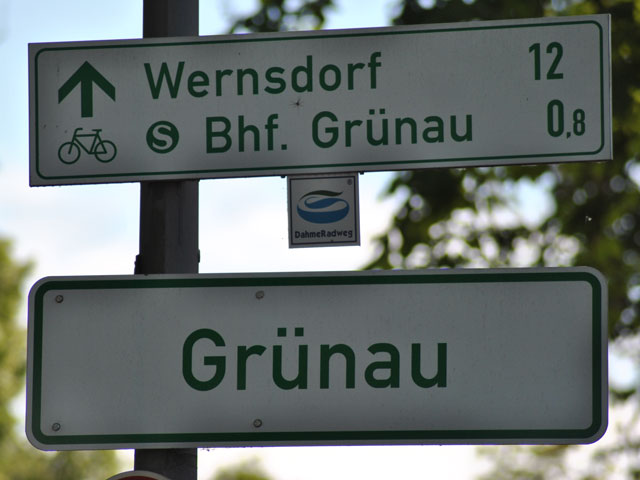 Wernsdorf 12
S Bhf. Grünau 0,8
DahmeRadweg
Grünau